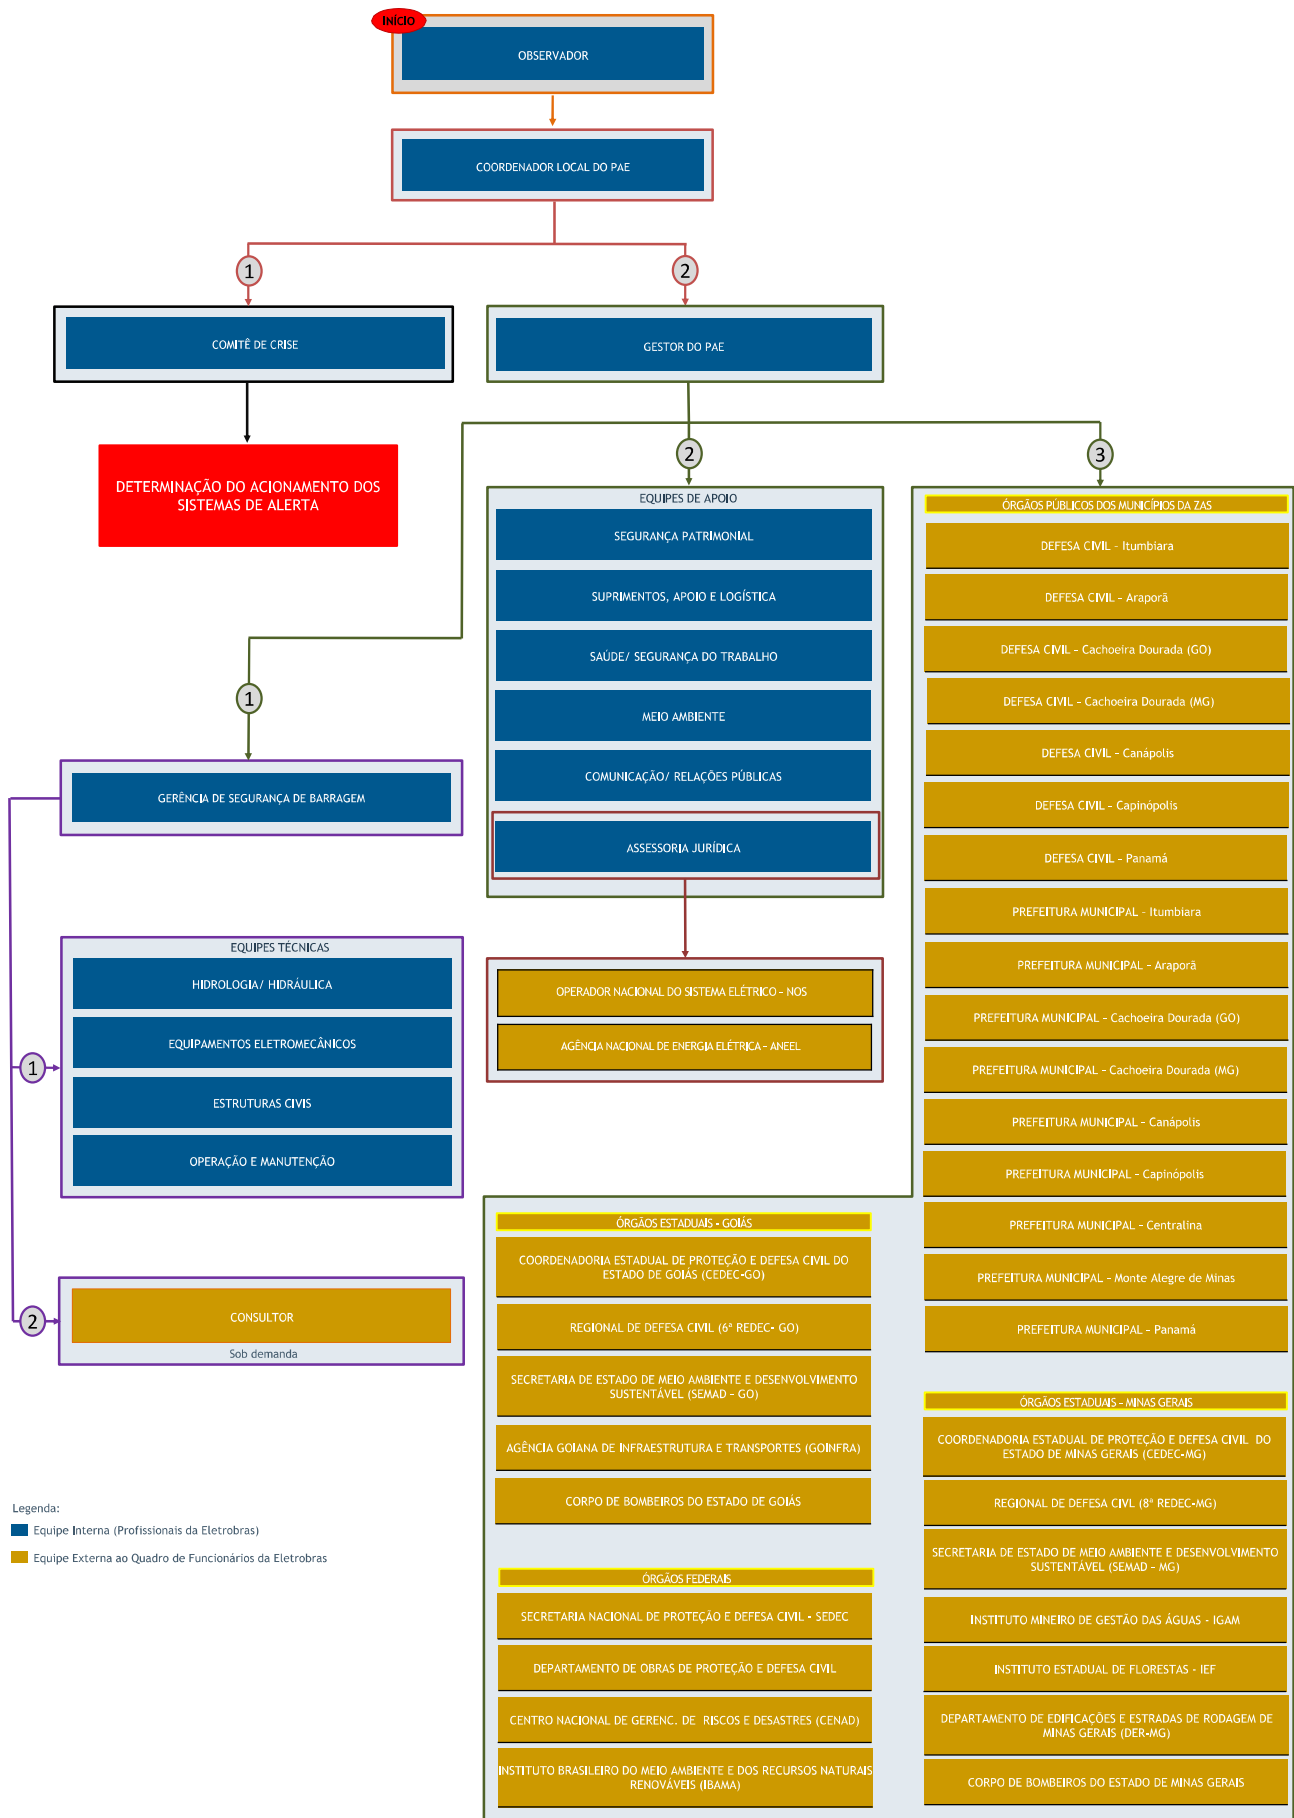 INÍCIO
OBSERVADOR
COORDENADOR LOCAL DO PAE
1
2
COMITÊ DE CRISE
GESTOR DO PAE
DETERMINAÇÃO DO ACIONAMENTO DOS
SISTEMAS DE ALERTA
1
GERÊNCIA DE SEGURANÇA DE BARRAGEM
1
EQUIPES TÉCNICAS
HIDROLOGIA/ HIDRÁULICA
EQUIPAMENTOS ELETROMECÂNICOS
ESTRUTURAS CIVIS
OPERAÇÃO E MANUTENÇÃO
2
CONSULTOR
Sob demanda
2
EQUIPES DE APOIO
SEGURANÇA PATRIMONIAL
SUPRIMENTOS, APOIO E LOGÍSTICA
SAÚDE/ SEGURANÇA DO TRABALHO
MEIO AMBIENTE
COMUNICAÇÃO/ RELAÇÕES PÚBLICAS
ASSESSORIA JURÍDICA
OPERADOR NACIONAL DO SISTEMA ELÉTRICO – NOS
AGÊNCIA NACIONAL DE ENERGIA ELÉTRICA – ANEEL
3
ÓRGÃOS PÚBLICOS DOS MUNICÍPIOS DA ZAS
DEFESA CIVIL - Itumbiara
DEFESA CIVIL – Araporã
DEFESA CIVIL – Cachoeira Dourada (GO)
DEFESA CIVIL – Cachoeira Dourada (MG)
DEFESA CIVIL – Canápolis
DEFESA CIVIL – Capinópolis
DEFESA CIVIL – Panamá
PREFEITURA MUNICIPAL - Itumbiara
PREFEITURA MUNICIPAL – Araporã
PREFEITURA MUNICIPAL – Cachoeira Dourada (GO)
PREFEITURA MUNICIPAL – Cachoeira Dourada (MG)
PREFEITURA MUNICIPAL – Canápolis
PREFEITURA MUNICIPAL – Capinópolis
PREFEITURA MUNICIPAL – Centralina
PREFEITURA MUNICIPAL – Monte Alegre de Minas
PREFEITURA MUNICIPAL – Panamá
ÓRGÃOS ESTADUAIS - GOIÁS
COORDENADORIA ESTADUAL DE PROTEÇÃO E DEFESA CIVIL DO
ESTADO DE GOIÁS (CEDEC-GO)
REGIONAL DE DEFESA CIVIL (6ª REDEC- GO)
SECRETARIA DE ESTADO DE MEIO AMBIENTE E DESENVOLVIMENTO
SUSTENTÁVEL (SEMAD – GO)
AGÊNCIA GOIANA DE INFRAESTRUTURA E TRANSPORTES (GOINFRA)
CORPO DE BOMBEIROS DO ESTADO DE GOIÁS
ÓRGÃOS FEDERAIS
SECRETARIA NACIONAL DE PROTEÇÃO E DEFESA CIVIL - SEDEC
DEPARTAMENTO DE OBRAS DE PROTEÇÃO E DEFESA CIVIL
CENTRO NACIONAL DE GERENC. DE RISCOS E DESASTRES (CENAD)
INSTITUTO BRASILEIRO DO MEIO AMBIENTE E DOS RECURSOS NATURAIS
RENOVÁVEIS (IBAMA)
ÓRGÃOS ESTADUAIS – MINAS GERAIS
COORDENADORIA ESTADUAL DE PROTEÇÃO E DEFESA CIVIL DO
ESTADO DE MINAS GERAIS (CEDEC-MG)
REGIONAL DE DEFESA CIVL (8ª REDEC-MG)
SECRETARIA DE ESTADO DE MEIO AMBIENTE E DESENVOLVIMENTO
SUSTENTÁVEL (SEMAD – MG)
INSTITUTO MINEIRO DE GESTÃO DAS ÁGUAS - IGAM
INSTITUTO ESTADUAL DE FLORESTAS - IEF
DEPARTAMENTO DE EDIFICAÇÕES E ESTRADAS DE RODAGEM DE
MINAS GERAIS (DER-MG)
CORPO DE BOMBEIROS DO ESTADO DE MINAS GERAIS
Legenda:
Equipe Interna (Profissionais da Eletrobras)
Equipe Externa ao Quadro de Funcionários da Eletrobras